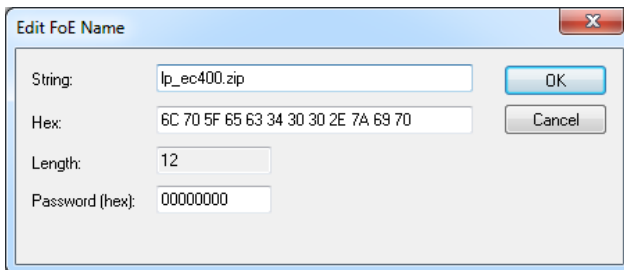 Edit FoE Name
String: lp_ec400.zip OK
Hex: 6C 70 5F 65 63 34 30 30 2E 7A 69 70 Cancel
Length: 12
Password (hex): 00000000